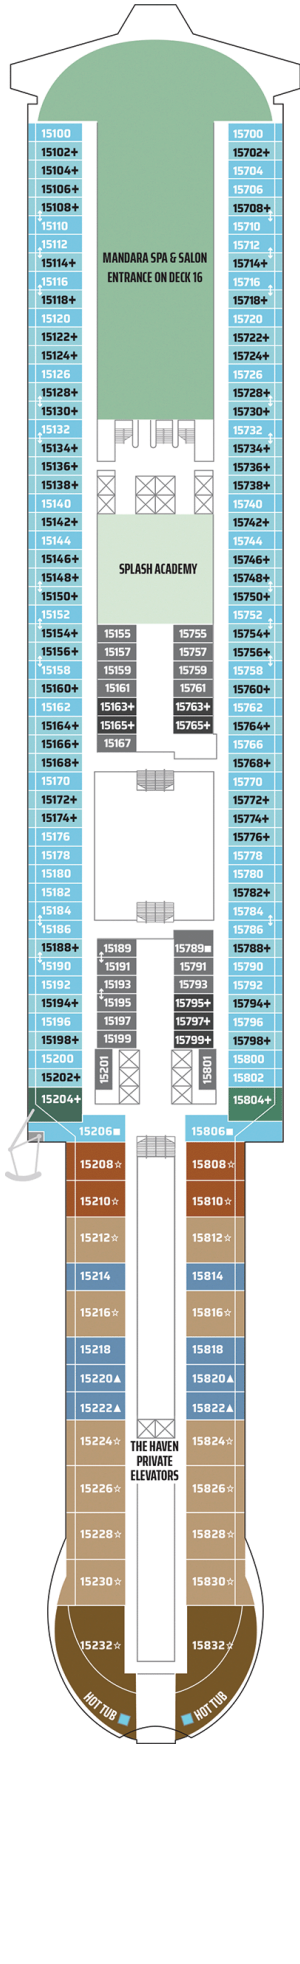 15100 15700
15102+ 15702+
15104+ 15704
15106+ 15706
15108+ 15708+
15110 15710
15112 15712
15114+ 15714+
MANDARA SPA & SALON
ENTRANCE ON DECK 16
15116 15716
15118+ 15718+
15120 15720
15122+ 15722+
15124+ 15724+
15126 15726
15128+ 15728+
15130+ 15730+
15132 15732
15134+ 15734+
15136+ 15736+
15138+ 15738+
15140 15740
15142+ 15742+
15144 15744
15146+ 15746+
SPLASH ACADEMY
15148+ 15748+
15150+ 15750+
15152 15752
15154+ 15155 15755 15754+
15156+ 15157 15757 15756+
15158 15159 15759 15758
15160+ 15161 15761 15760+
15162 15163+ 15763+ 15762
15164+ 15165+ 15765+ 15764+
15166+ 15167 15766
15168+ 15768+
15170 15770
15172+ 15772+
15174+ 15774+
15176 15776+
15178 15778
15180 15780
15182 15782+
15184 15784
15186 15786
15188+ 15189 15789■ 15788+
15190 15191 15791 15790
15192 15193 15793 15792
15194+ 15195 15795+ 15794+
15196 15197 15797+ 15796
15198+ 15199 15799+ 15798+
15200 15201 15801 15800
15202+ 15802
15204+ 15804+
15206■ 15806■
15208☆ 15808☆
15210☆ 15810☆
15212☆ 15812☆
15214 15814
15216☆ 15816☆
15218 15818
15220▲ 15820▲
15222▲ 15822▲
15224☆ 15824☆
THE HAVEN
PRIVATE
ELEVATORS
15226☆ 15826☆
15228☆ 15828☆
15230☆ 15830☆
15232☆ 15832☆
HOT TUB HOT TUB